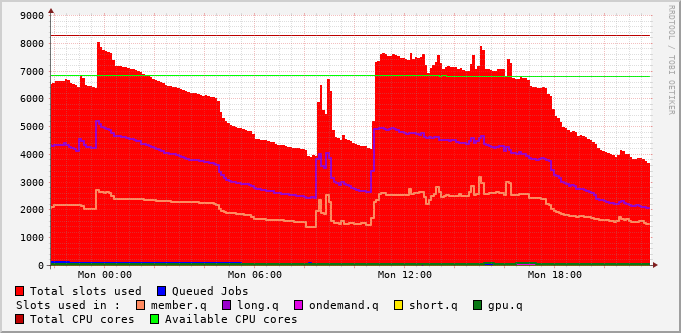 9000
8000
7000
6000
5000
4000
3000
2000
1000
0
Mon 00:00 Mon 06:00 Mon 12:00 Mon 18:00
Total slots used Queued Jobs
Slots used in : member.q long.q ondemand.q short.q gpu.q
Total CPU cores Available CPU cores
RRDTOOL / TOBI OETIKER